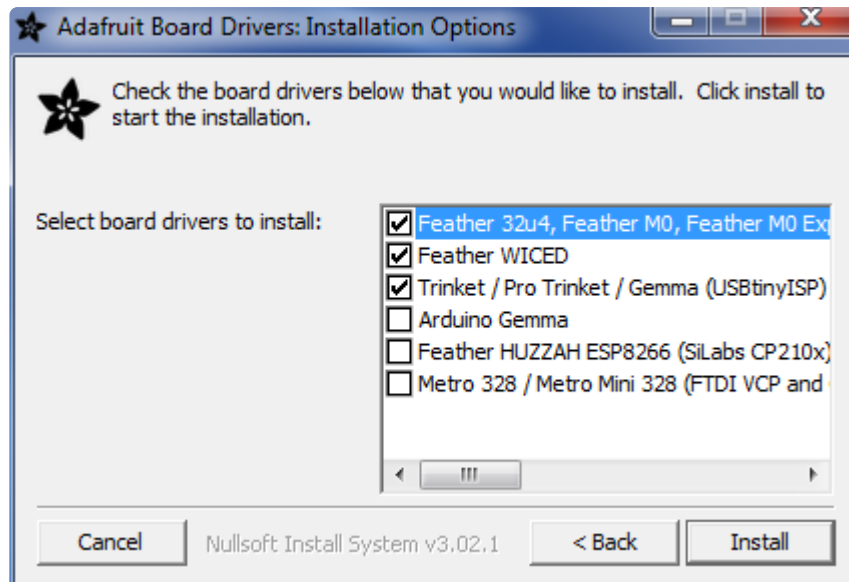 Adafruit Board Drivers: Installation Options
Check the board drivers below that you would like to install. Click install to
start the installation.
Select board drivers to install:
Feather 32u4, Feather M0, Feather M0
Feather WICED
Trinket / Pro Trinket / Gemma (USBtinyISP)
Arduino Gemma
Feather HUZZAH ESP8266 (SiLabs CP210x)
Metro 328 / Metro Mini 328 (FTDI VCP and
Cancel
Nullsoft Install System v3.02.1
< Back
Install